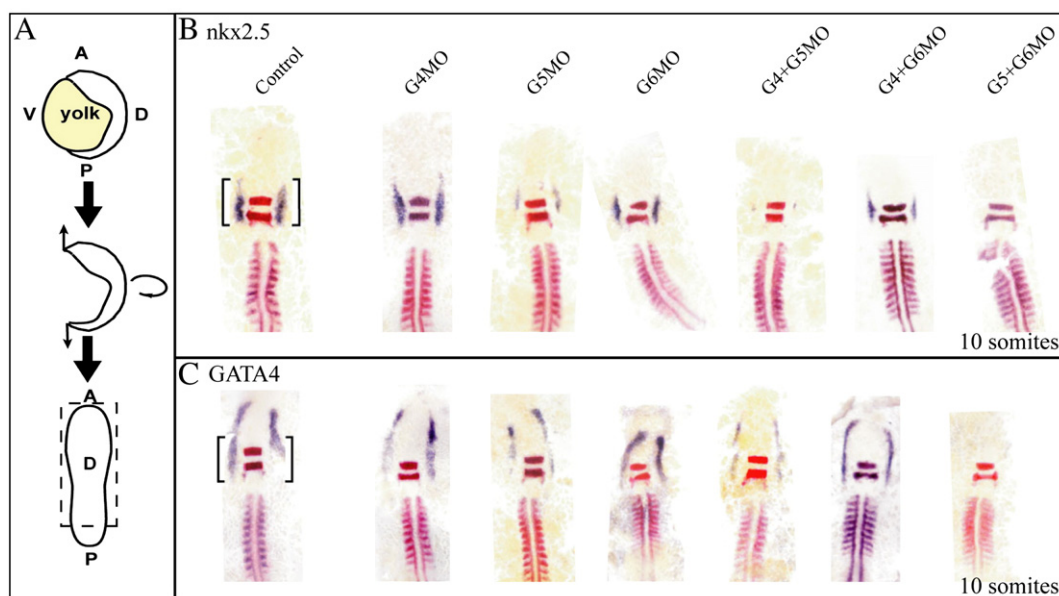 A
A
V
yolk
D
P
A
D
P
B nkx2.5
Control
G4MO
G5MO
G6MO
G4+G5MO
G4+G6MO
G5+G6MO
10 somites
C GATA4
10 somites